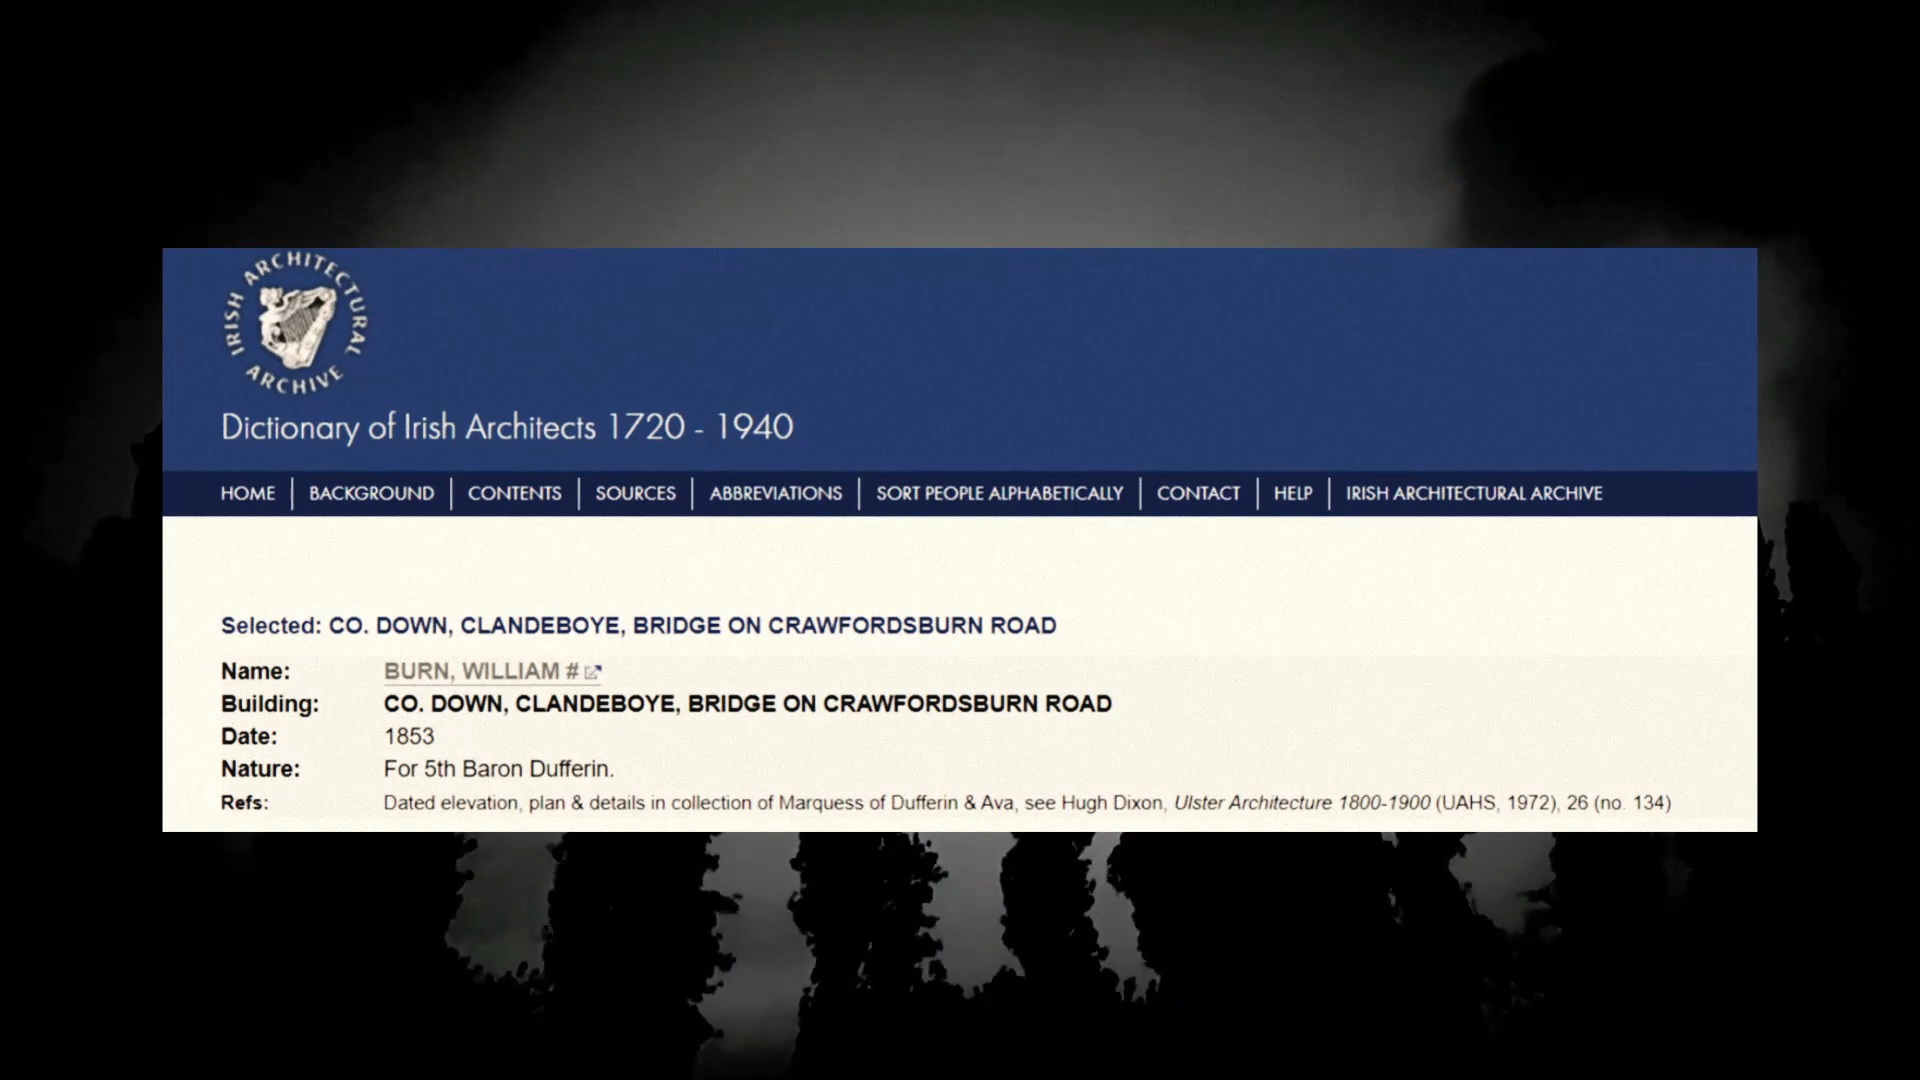 IRISH ARCHITECTURAL ARCHIVE
Dictionary of Irish Architects 1720 - 1940
HOME | BACKGROUND | CONTENTS | SOURCES | ABBREVIATIONS | SORT PEOPLE ALPHABETICALLY | CONTACT | HELP | IRISH ARCHITECTURAL ARCHIVE
Selected: CO. DOWN, CLANDEBOYE, BRIDGE ON CRAWFORDSBURN ROAD
Name: BURN, WILLIAM #
Building: CO. DOWN, CLANDEBOYE, BRIDGE ON CRAWFORDSBURN ROAD
Date: 1853
Nature: For 5th Baron Dufferin.
Refs: Dated elevation, plan & details in collection of Marquess of Dufferin & Ava, see Hugh Dixon, Ulster Architecture 1800-1900 (UAHS, 1972), 26 (no. 134)